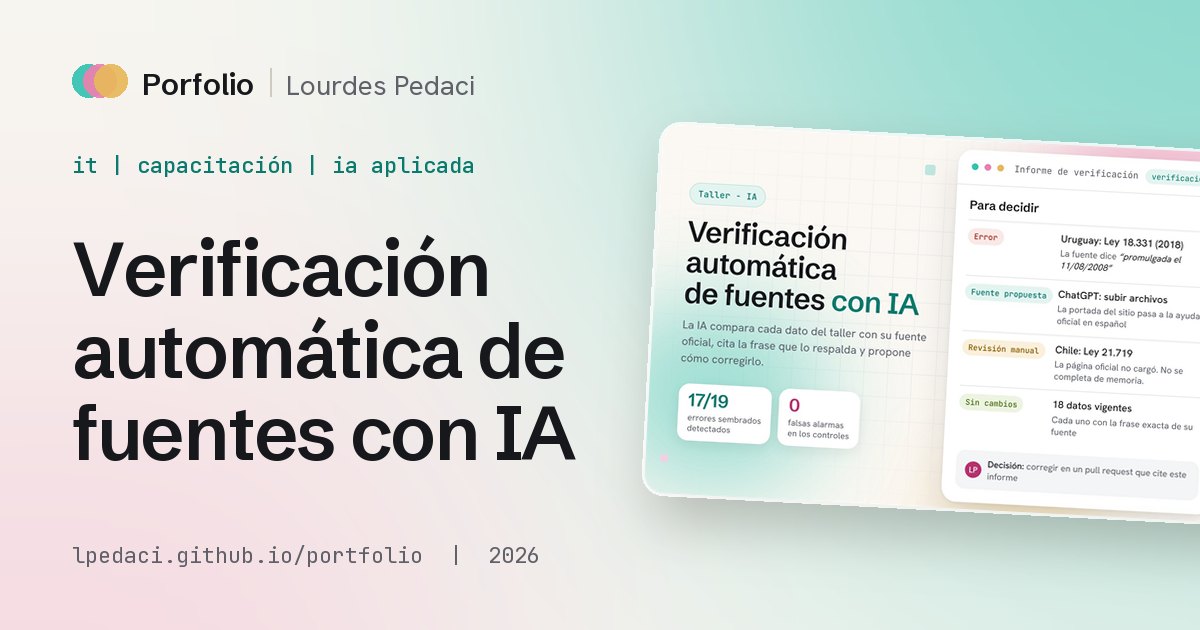 Porfolio | Lourdes Pedaci
it | capacitación | ia aplicada
Verificación
automática de
fuentes con IA
lpedaci.github.io/portfolio | 2026
Taller - IA
Verificación
automática
de fuentes con IA
La IA compara cada dato del taller con su fuente
oficial, cita la frase que lo respalda y propone
cómo corregirlo.
17/19
errores sembrados
detectados
0
falsas alarmas
en los controles
Informe de verificación
Para decidir
Error
Uruguay: Ley 18.331 (2018)
La fuente dice "promulgada el
11/08/2008"
Fuente propuesta
ChatGPT: subir archivos
La portada del sitio pasa a la ayuda
oficial en español
Revisión manual
Chile: Ley 21.719
La página oficial no cargó. No se
completa de memoria.
Sin cambios
18 datos vigentes
Cada uno con la frase exacta de su
fuente
LP
Decisión: corregir en un pull request que cite este
informe